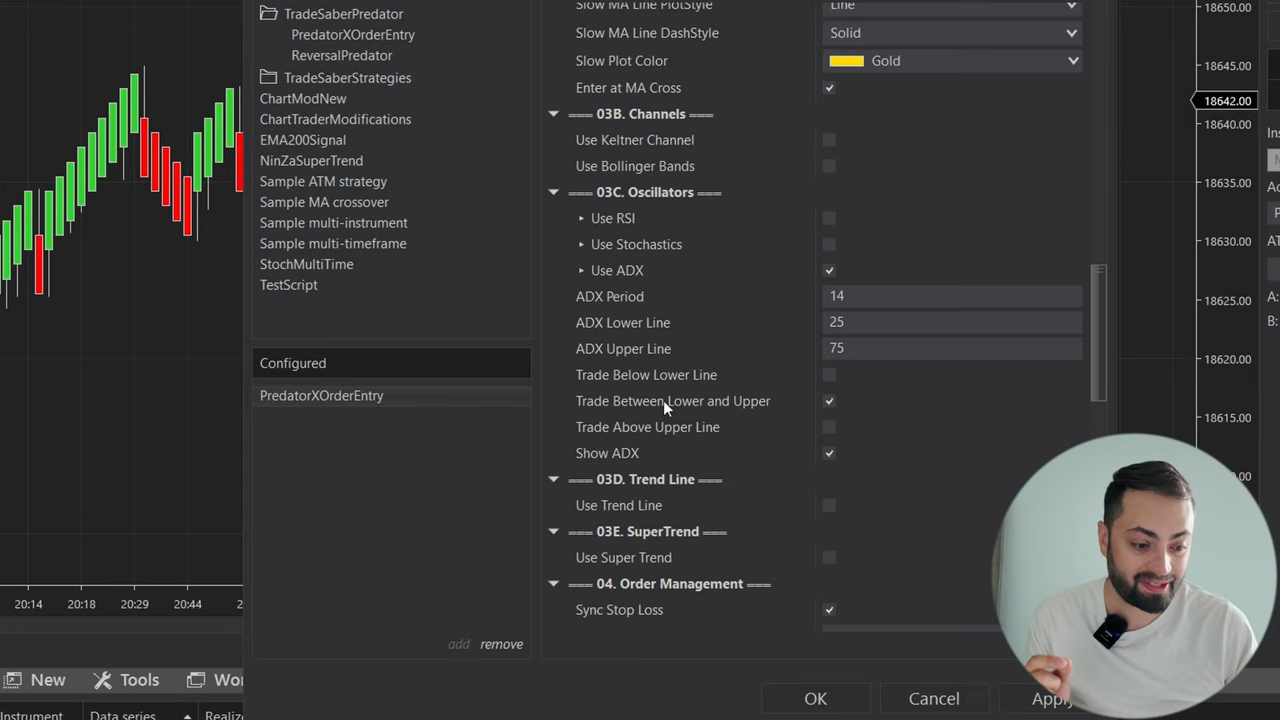 TradeSaberPredator
PredatorXOrderEntry
ReversalPredator
TradeSaberStrategies
ChartModNew
ChartTraderModifications
EMA200Signal
NinZaSuperTrend
Sample ATM strategy
Sample MA crossover
Sample multi-instrument
Sample multi-timeframe
StochMultiTime
TestScript
Configured
PredatorXOrderEntry
add remove
Slow MA Line PlotStyle Line
Slow MA Line DashStyle Solid
Slow Plot Color Gold
Enter at MA Cross
=== 03B. Channels ===
Use Keltner Channel
Use Bollinger Bands
=== 03C. Oscillators ===
Use RSI
Use Stochastics
Use ADX
ADX Period 14
ADX Lower Line 25
ADX Upper Line 75
Trade Below Lower Line
Trade Between Lower and Upper
Trade Above Upper Line
Show ADX
=== 03D. Trend Line ===
Use Trend Line
=== 03E. SuperTrend ===
Use Super Trend
=== 04. Order Management ===
Sync Stop Loss
OK Cancel Apply
18650.00
18645.00
18642.00
18640.00
18635.00
18630.00
18625.00
18620.00
18615.00
A:
B:
20:14 20:18 20:29 20:44
New Tools
Instrument Data series